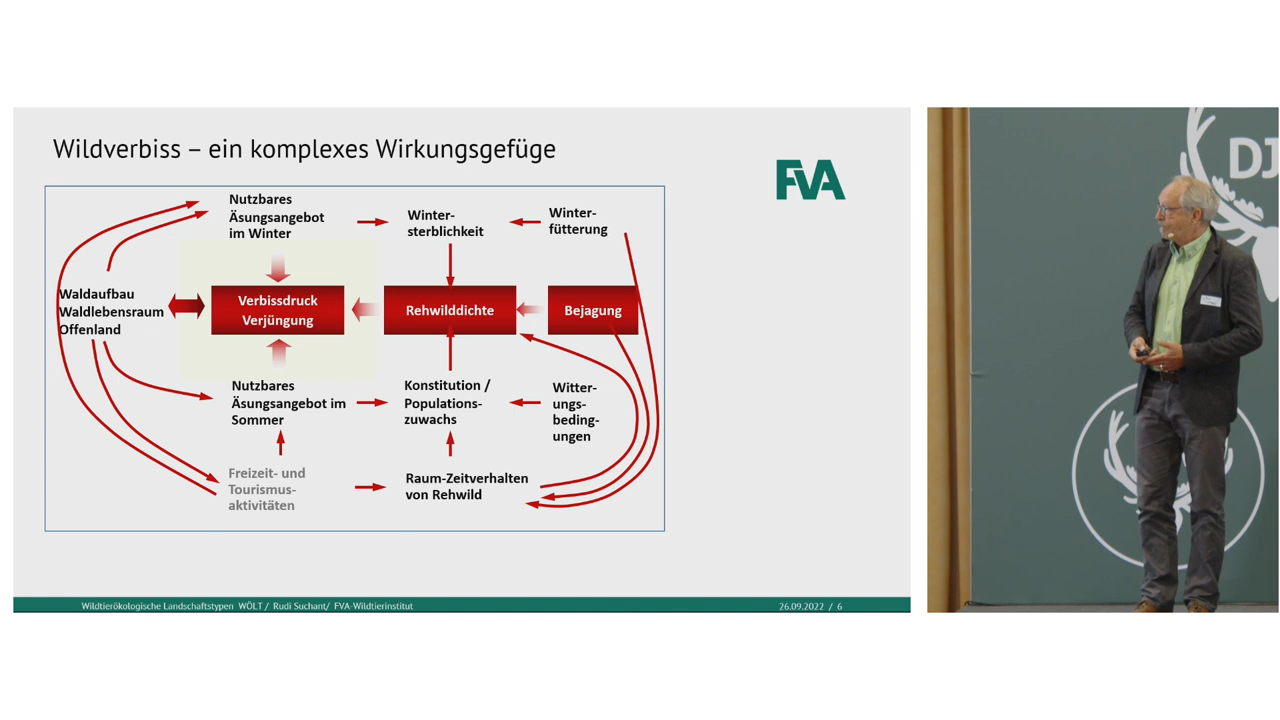 Wildverbiss – ein komplexes Wirkungsgefüge
FVA
DJ
Nutzbares
Äsungsangebot
im Winter
Winter-
sterblichkeit
Winter-
fütterung
Waldaufbau
Waldlebensraum
Offenland
Verbissdruck
Verjüngung
Rehwilddichte
Bejagung
Nutzbares
Äsungsangebot im
Sommer
Konstitution /
Populations-
zuwachs
Witter-
ungs-
beding-
ungen
Freizeit- und
Tourismus-
aktivitäten
Raum-Zeitverhalten
von Rehwild
Wildtierökologische Landschaftstypen WÖLT / Rudi Suchant/ FVA-Wildtierinstitut
26.09.2022 / 6